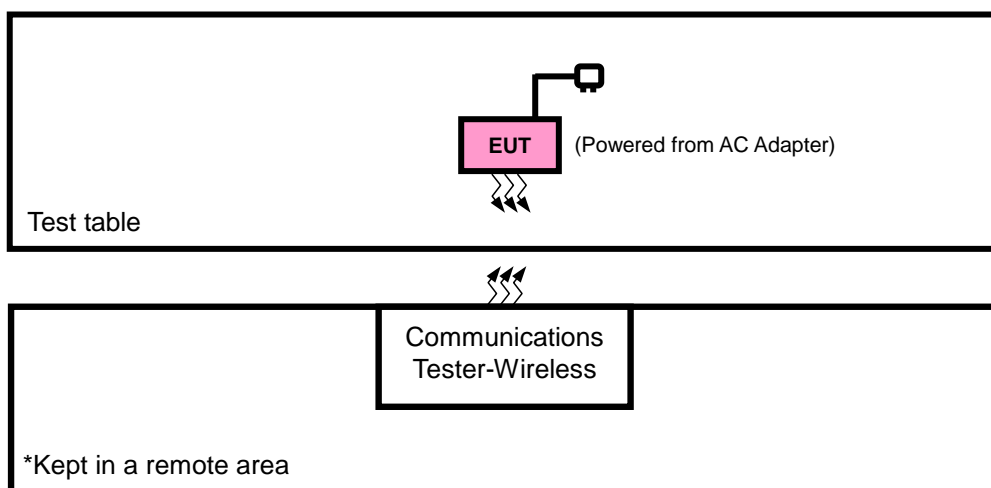 EUT
(Powered from AC Adapter)
Test table
Communications
Tester-Wireless
*Kept in a remote area